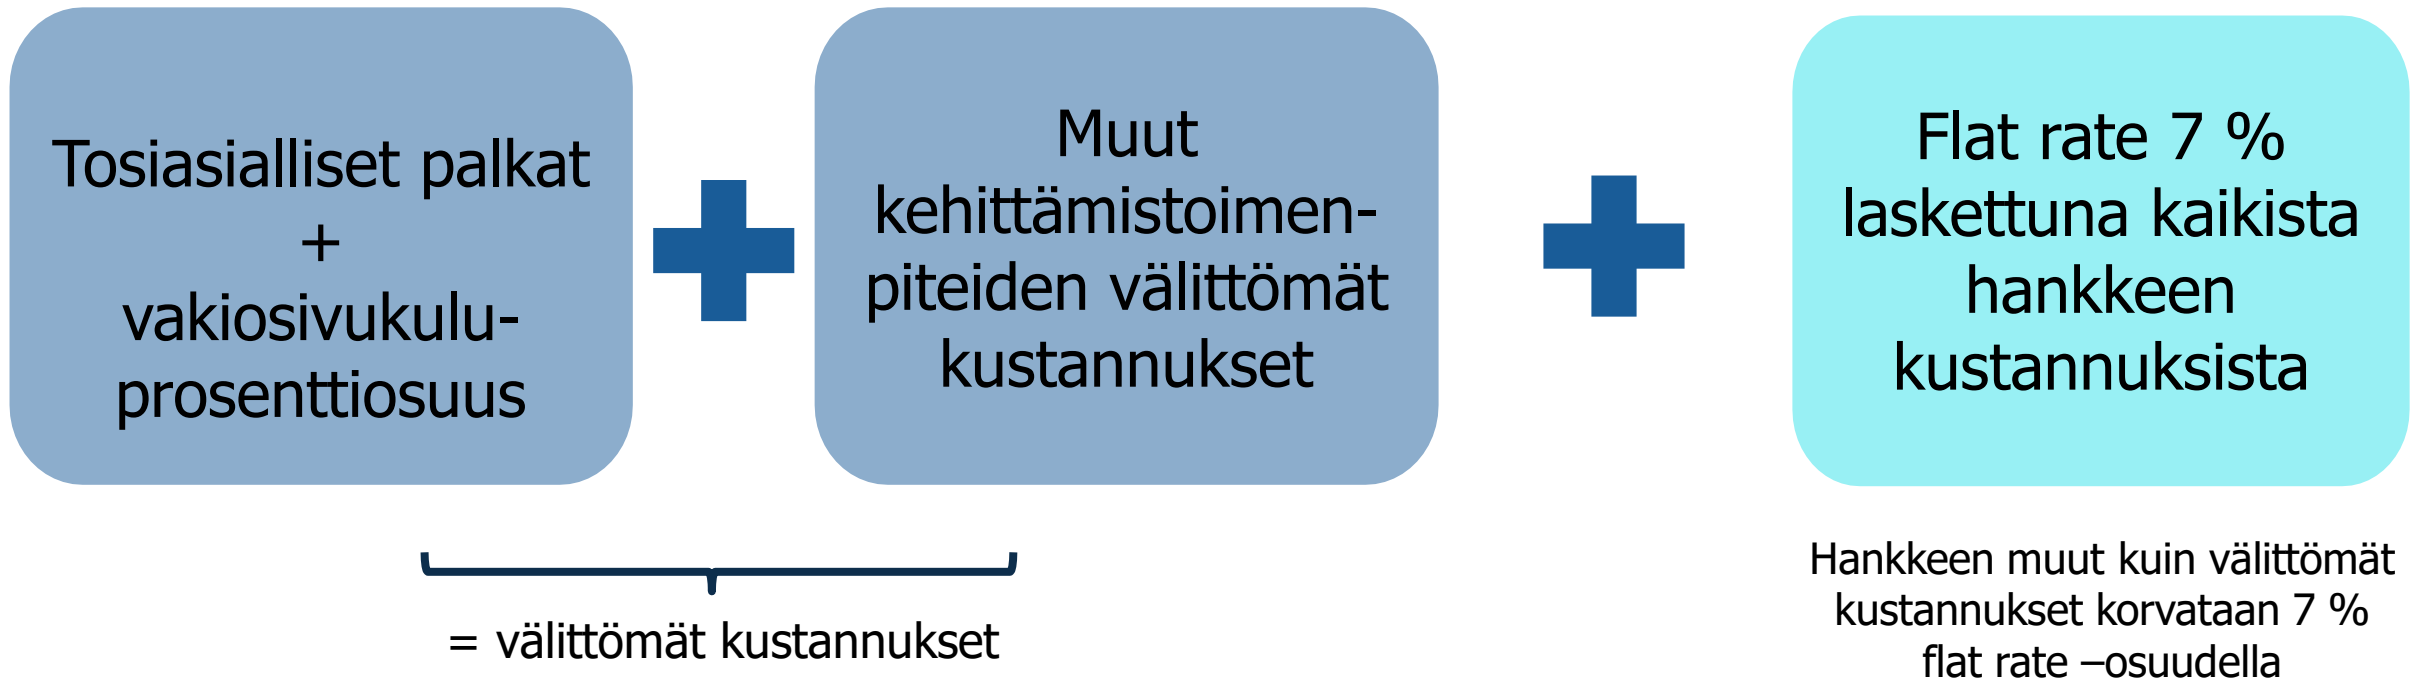 Tosiasialliset palkat
+
vakiosivukulu-
prosenttiosuus
Muut
kehittämistoimen-
piteiden välittömät
kustannukset
Flat rate 7 %
laskettuna kaikista
hankkeen
kustannuksista
= välittömät kustannukset
Hankkeen muut kuin välittömät
kustannukset korvataan 7 %
flat rate –osuudella